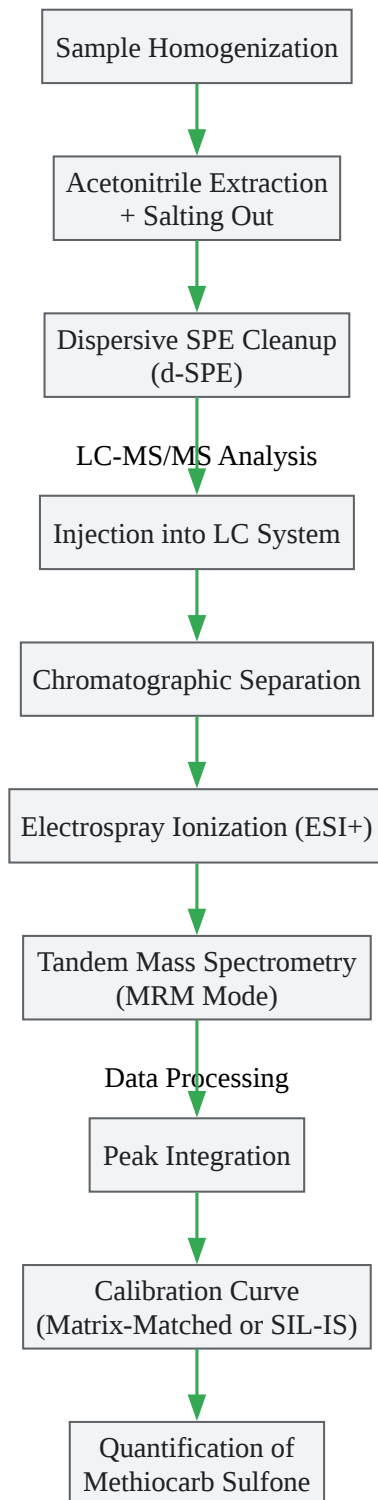 Sample Homogenization
Acetonitrile Extraction
+ Salting Out
Dispersive SPE Cleanup
(d-SPE)
LC-MS/MS Analysis
Injection into LC System
Chromatographic Separation
Electrospray Ionization (ESI+)
Tandem Mass Spectrometry
(MRM Mode)
Data Processing
Peak Integration
Calibration Curve
(Matrix-Matched or SIL-IS)
Quantification of
Methiocarb Sulfone